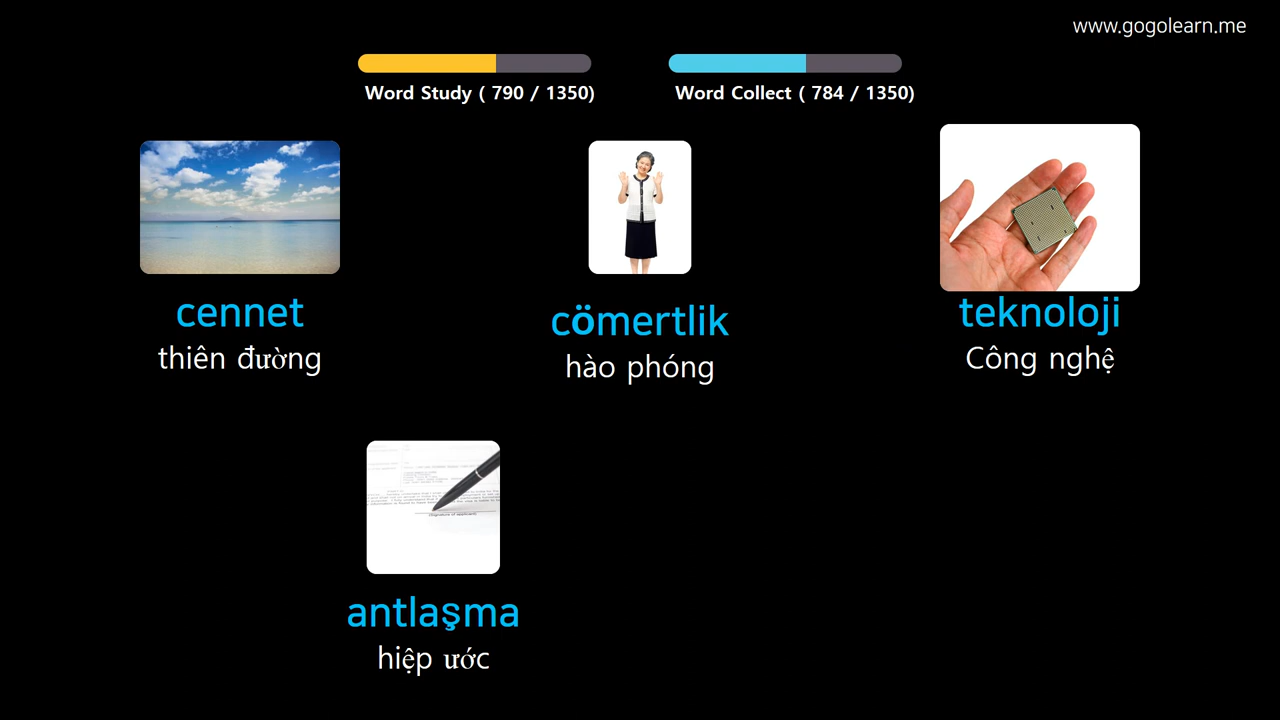 www.gogolearn.me
Word Study ( 790 / 1350)
Word Collect ( 784 / 1350)
cennet
thiên đường
cömertlik
hào phóng
teknoloji
Công nghệ
antlaşma
hiệp ước